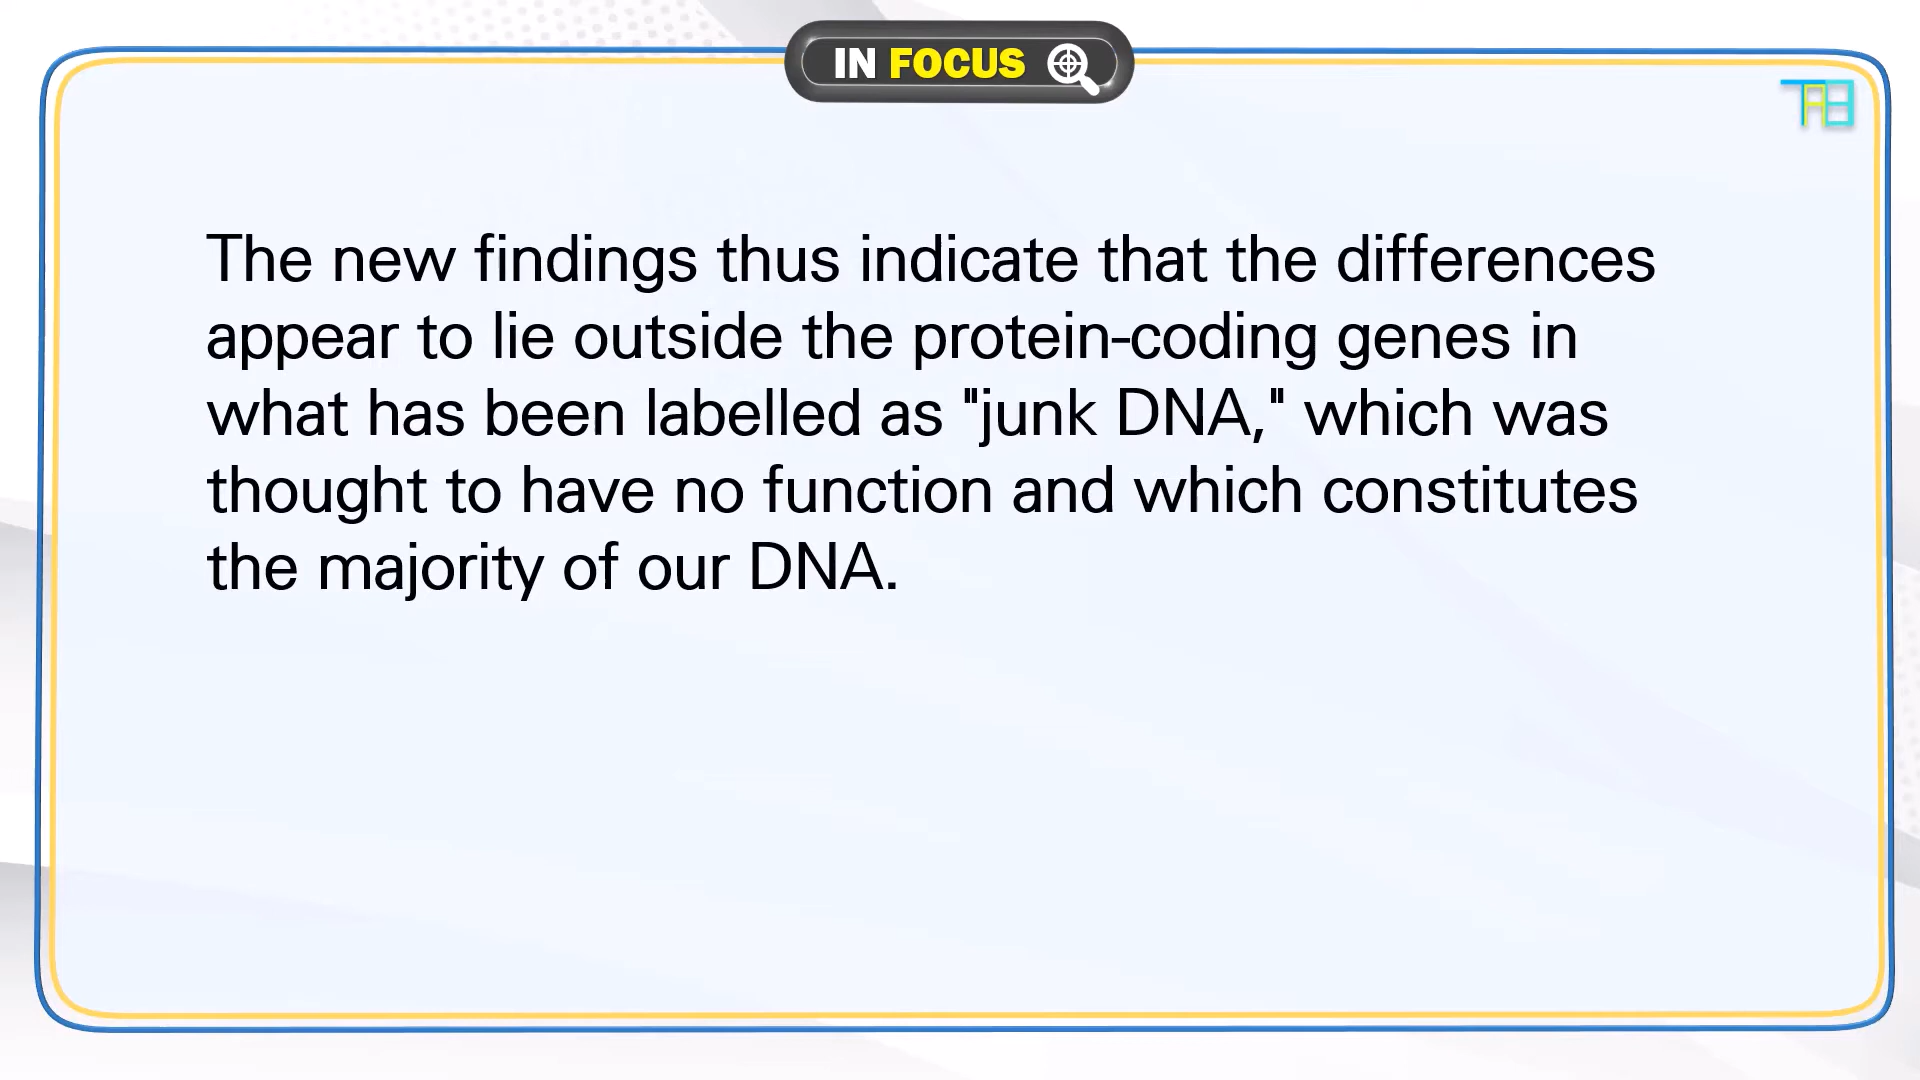 IN FOCUS
TAB
The new findings thus indicate that the differences
appear to lie outside the protein-coding genes in
what has been labelled as "junk DNA," which was
thought to have no function and which constitutes
the majority of our DNA.